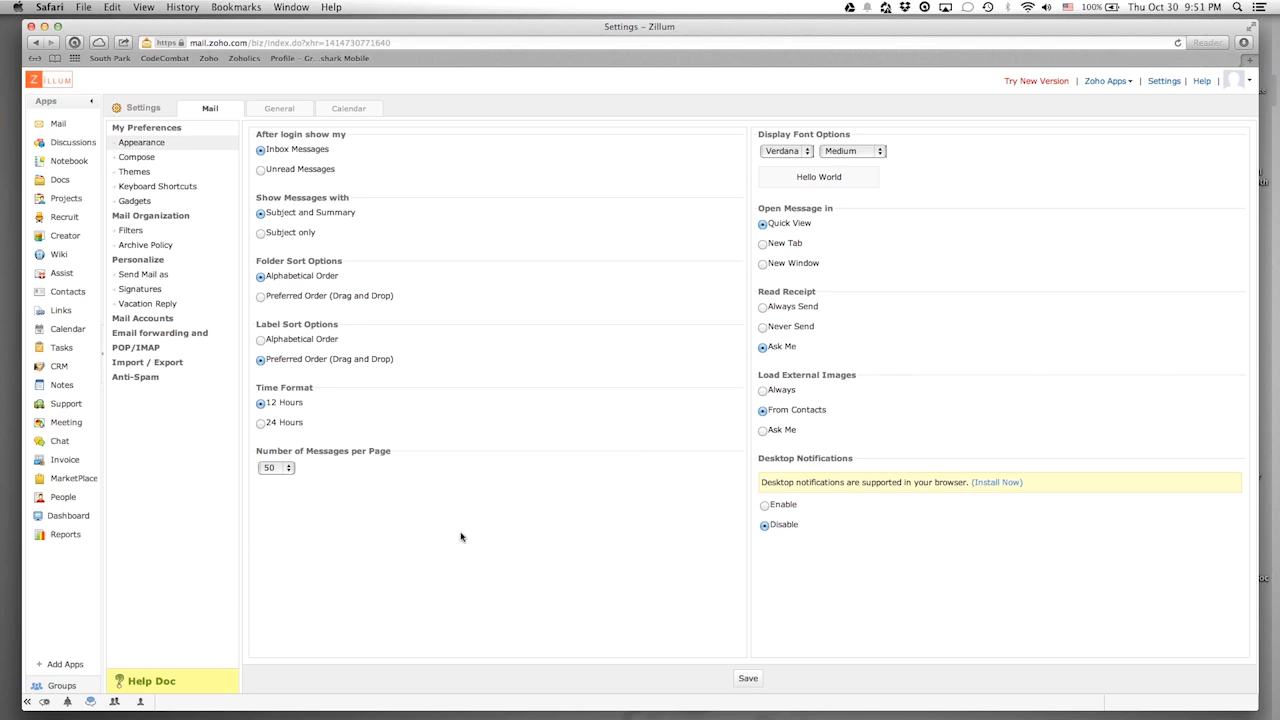 Safari File Edit View History Bookmarks Window Help 100% Thu Oct 30 9:51 PM
Settings – Zillum
https mail.zoho.com/biz/index.do?xhr=1414730771640 Reader
South Park CodeCombat Zoho Zoholics Profile – Gr...shark Mobile
ZILLUM Try New Version Zoho Apps Settings Help
Apps Settings Mail General Calendar
Mail
Discussions
Notebook
Docs
Projects
Recruit
Creator
Wiki
Assist
Contacts
Links
Calendar
Tasks
CRM
Notes
Support
Meeting
Chat
Invoice
MarketPlace
People
Dashboard
Reports
+ Add Apps
Groups
My Preferences
Appearance
Compose
Themes
Keyboard Shortcuts
Gadgets
Mail Organization
Filters
Archive Policy
Personalize
Send Mail as
Signatures
Vacation Reply
Mail Accounts
Email forwarding and
POP/IMAP
Import / Export
Anti-Spam
Help Doc
After login show my
Inbox Messages
Unread Messages
Show Messages with
Subject and Summary
Subject only
Folder Sort Options
Alphabetical Order
Preferred Order (Drag and Drop)
Label Sort Options
Alphabetical Order
Preferred Order (Drag and Drop)
Time Format
12 Hours
24 Hours
Number of Messages per Page
50
Display Font Options
Verdana Medium
Hello World
Open Message in
Quick View
New Tab
New Window
Read Receipt
Always Send
Never Send
Ask Me
Load External Images
Always
From Contacts
Ask Me
Desktop Notifications
Desktop notifications are supported in your browser. (Install Now)
Enable
Disable
Save